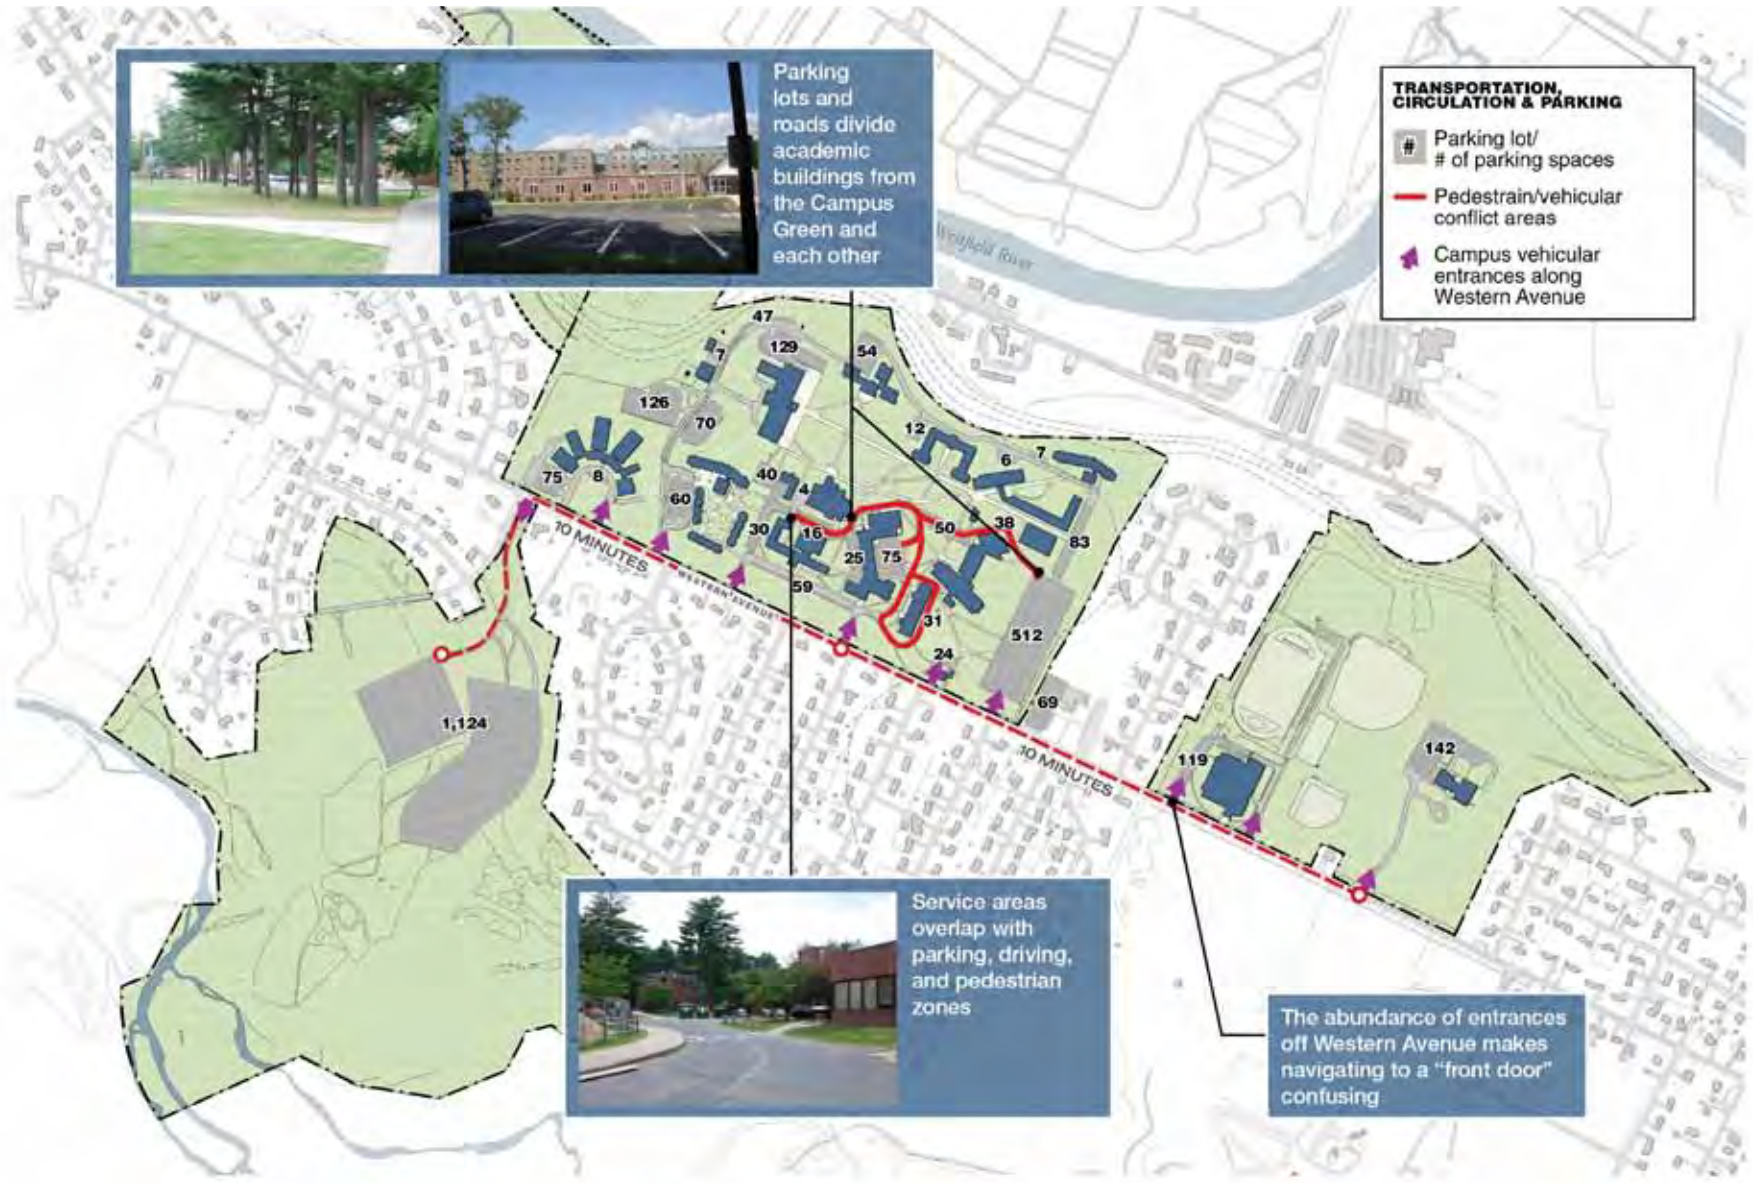 Parking
lots and
roads divide
academic
buildings from
the Campus
Green and
each other
TRANSPORTATION,
CIRCULATION & PARKING
#
Parking lot/
# of parking spaces
Pedestrain/vehicular
conflict areas
Campus vehicular
entrances along
Western Avenue
Westfield River
47
129
7
54
126
70
12
6
7
75
8
40
4
60
30
16
25
75
50
8
38
83
59
31
24
512
69
10 MINUTES
WESTERN AVENUE
10 MINUTES
1,124
119
142
Service areas
overlap with
parking, driving,
and pedestrian
zones
The abundance of entrances
off Western Avenue makes
navigating to a “front door”
confusing